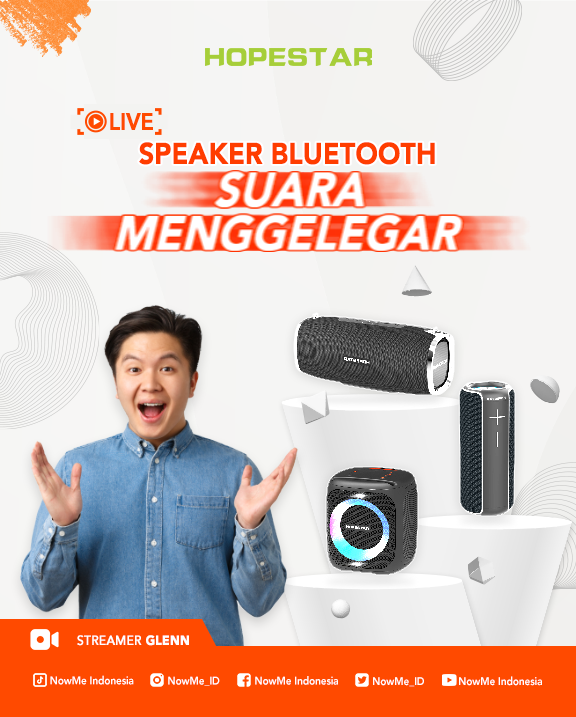 HOPESTAR
LIVE
SPEAKER BLUETOOTH
SUARA
MENGGELEGAR
STREAMER GLENN
NowMe Indonesia NowMe_ID NowMe Indonesia NowMe_ID NowMe Indonesia